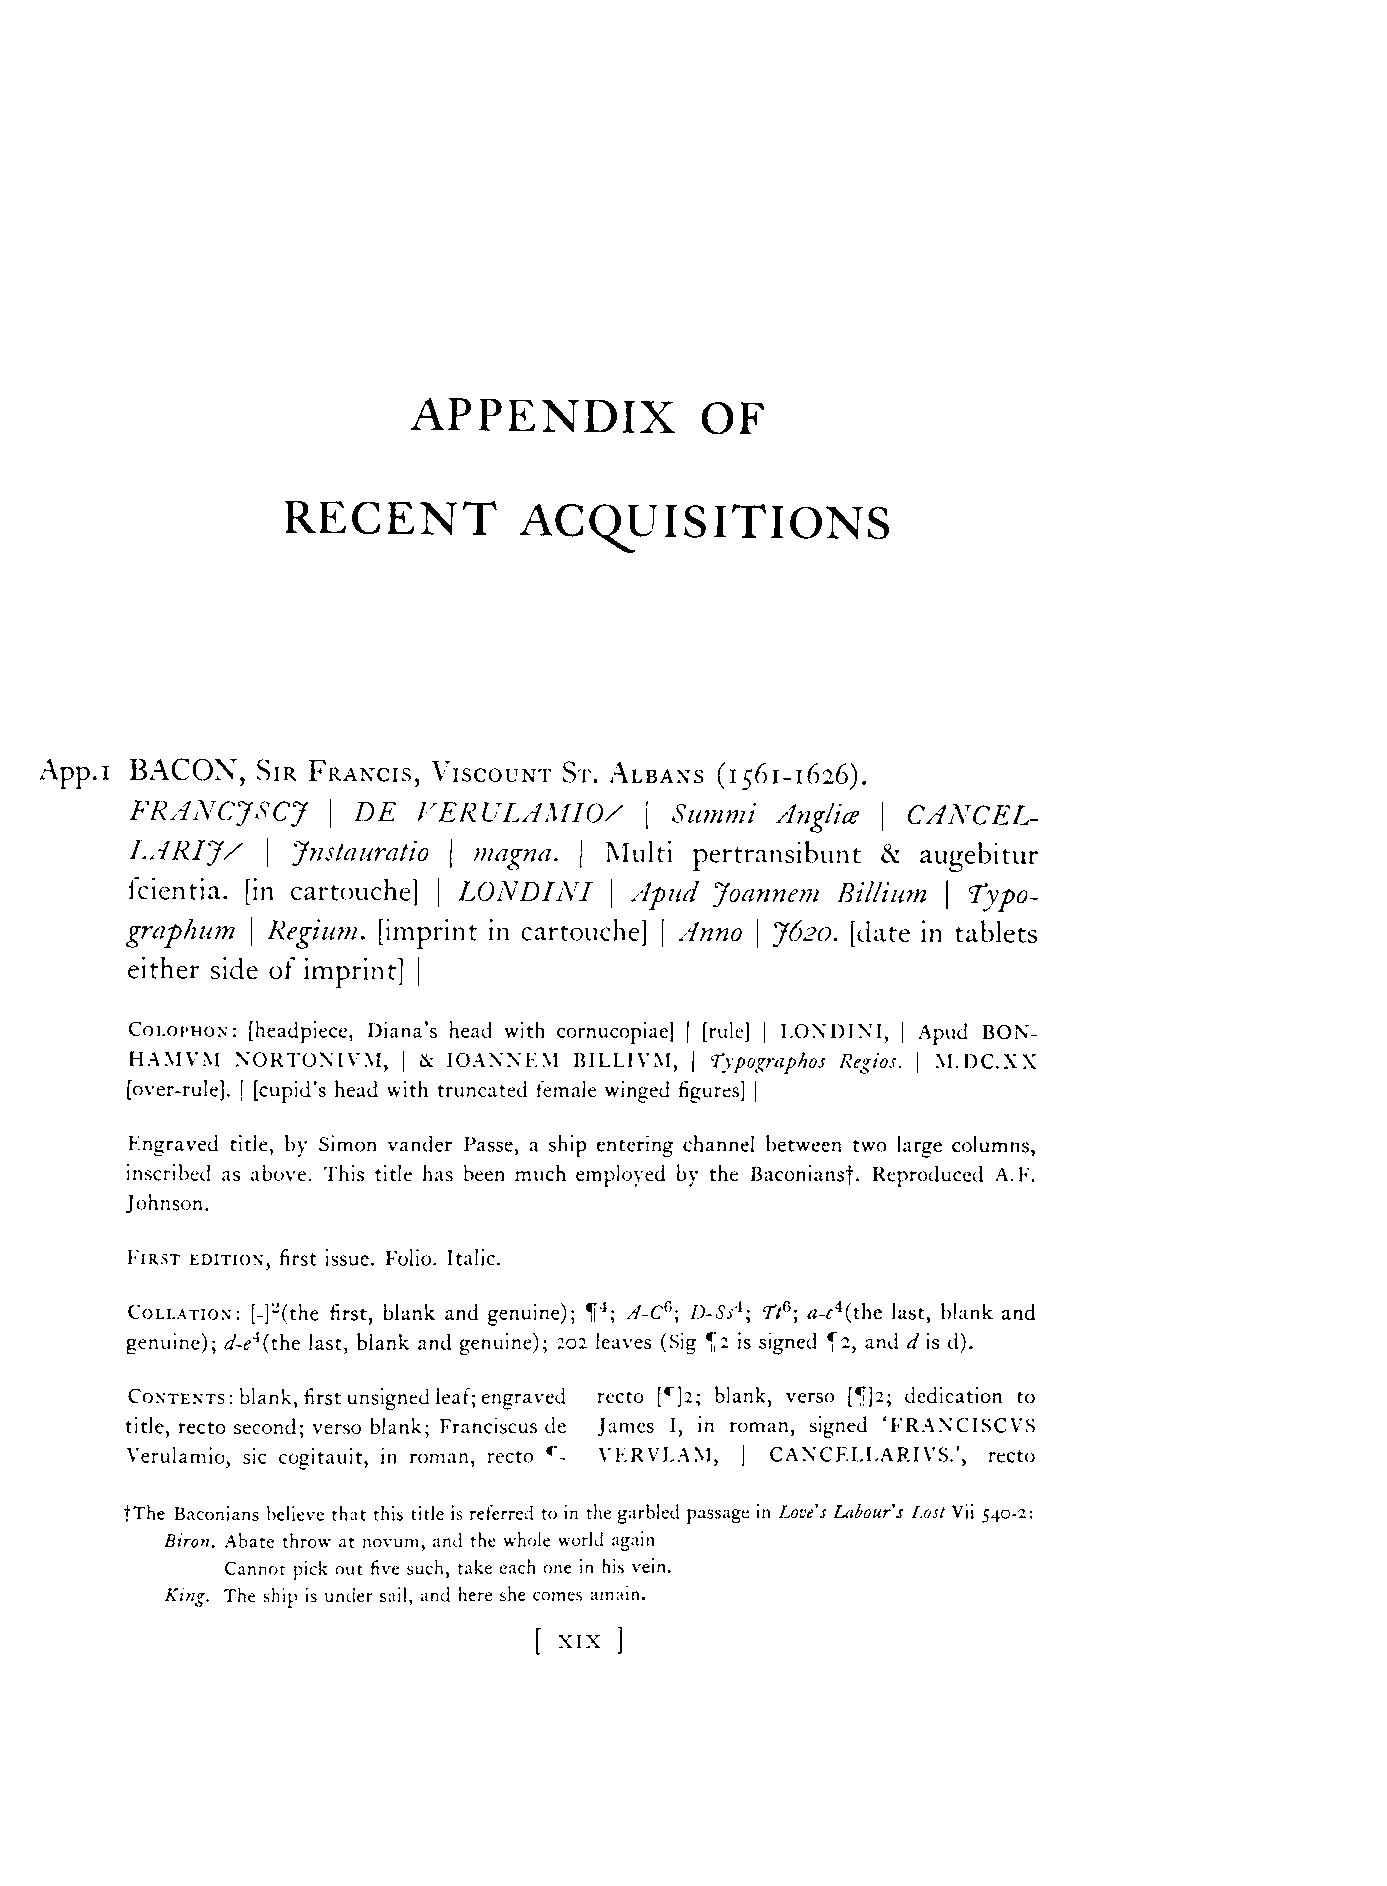 APPENDIX OF
RECENT ACQUISITIONS
App.1 BACON, Sir Francis, Viscount St. Albans (1561-1626).
FRANCJSCJ | DE VERULAMIO/ | Summi Angliæ | CANCEL-
LARIJ/ | Jnstauratio | magna. | Multi pertransibunt & augebitur
ſcientia. [in cartouche] | LONDINI | Apud Joannem Billium | Typo-
graphum | Regium. [imprint in cartouche] | Anno | J620. [date in tablets
either side of imprint] |
Colophon: [headpiece, Diana's head with cornucopiae] | [rule] | LONDINI, | Apud BON-
HAMVM NORTONIVM, | & IOANNEM BILLIVM, | Typographos Regios. | M.DC.XX
[over-rule]. | [cupid's head with truncated female winged figures] |
Engraved title, by Simon vander Passe, a ship entering channel between two large columns,
inscribed as above. This title has been much employed by the Baconians†. Reproduced A.F.
Johnson.
First edition, first issue. Folio. Italic.
Collation: [-]²(the first, blank and genuine); ¶⁴; A-C⁶; D-Ss⁴; Tt⁶; a-c⁴(the last, blank and
genuine); d-e⁴(the last, blank and genuine); 202 leaves (Sig ¶2 is signed ¶2, and d is d).
Contents: blank, first unsigned leaf; engraved
title, recto second; verso blank; Franciscus de
Verulamio, sic cogitauit, in roman, recto ¶-
recto [¶]2; blank, verso [¶]2; dedication to
James I, in roman, signed 'FRANCISCVS
VERVLAM, | CANCELLARIVS.', recto
†The Baconians believe that this title is referred to in the garbled passage in Love's Labour's Lost Vii 540-2:
Biron. Abate throw at novum, and the whole world again
Cannot pick out five such, take each one in his vein.
King. The ship is under sail, and here she comes amain.
[ XIX ]